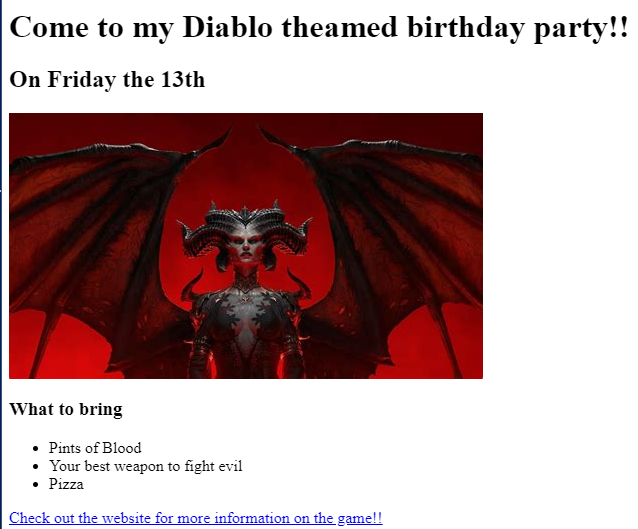 Come to my Diablo theamed birthday party!!
On Friday the 13th
What to bring
Pints of Blood
Your best weapon to fight evil
Pizza
Check out the website for more information on the game!!